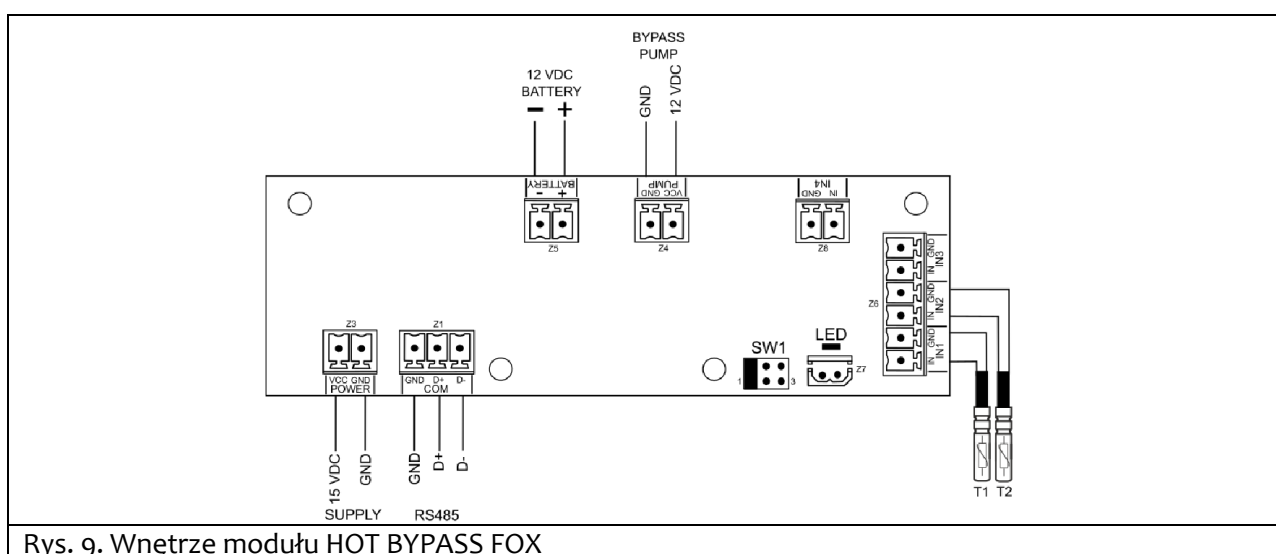 BYPASS
PUMP
12 VDC
BATTERY
- +
GND
12 VDC
BATTERY
- +
Z5
PUMP
GND VCC
Z4
IN4
GND IN
Z8
Z6
GND
IN
IN3
GND
IN
IN2
GND
IN
IN1
Z3
VCC GND
POWER
Z1
GND D+ D-
COM
SW1
1 3
LED
Z7
15 VDC
GND
GND
D+
D-
SUPPLY
RS485
T1 T2
Rys. 9. Wnętrze modułu HOT BYPASS FOX